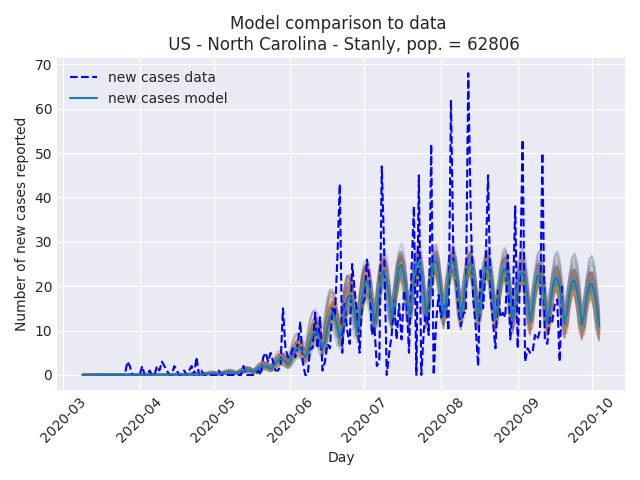 Model comparison to data
US - North Carolina - Stanly, pop. = 62806
new cases data
new cases model
Number of new cases reported
70
60
50
40
30
20
10
0
2020-03
2020-04
2020-05
2020-06
2020-07
2020-08
2020-09
2020-10
Day